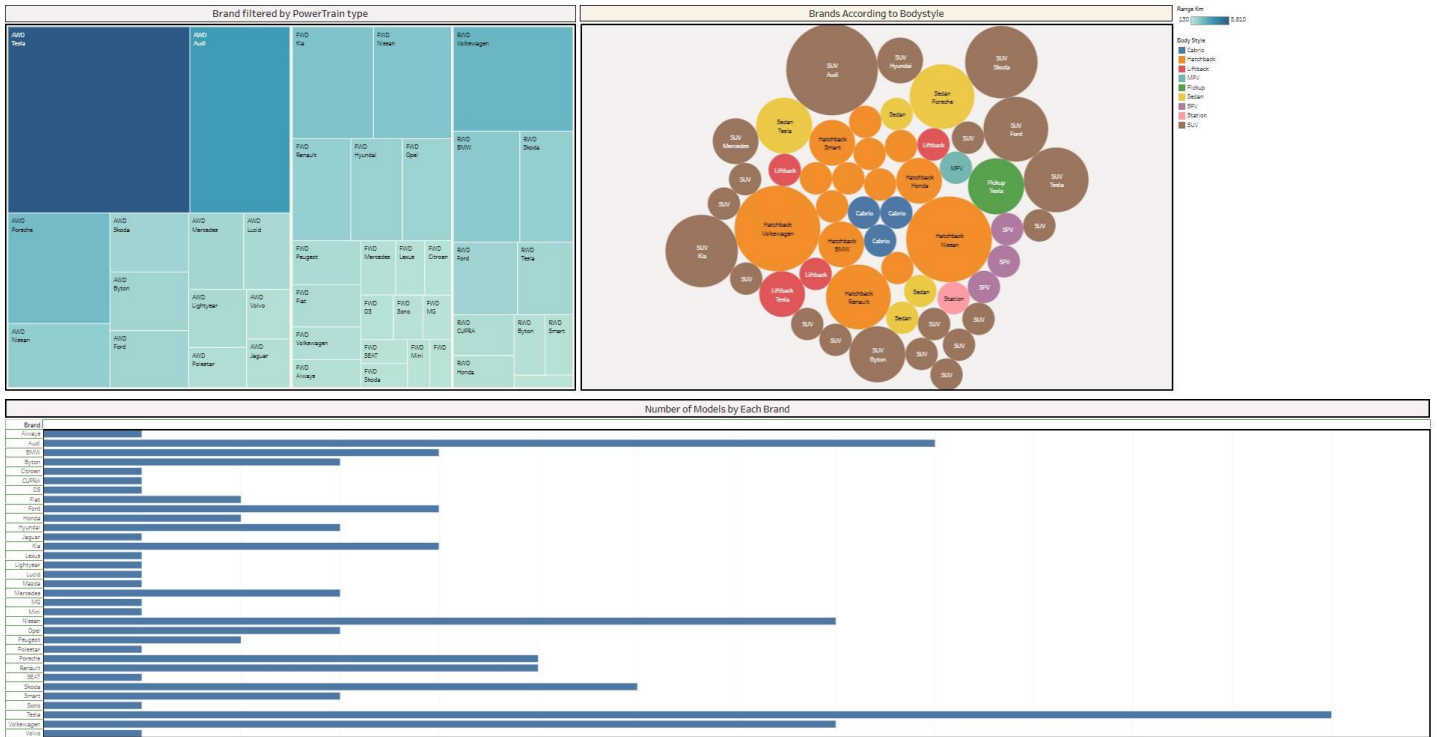 Brand filtered by PowerTrain type
AWD
Tesla
AWD
Audi
FWD
Kia
FWD
Nissan
RWD
Volkswagen
FWD
Renault
FWD
Hyundai
FWD
Opel
RWD
BMW
RWD
Skoda
AWD
Porsche
AWD
Skoda
AWD
Mercedes
AWD
Lucid
FWD
Peugeot
FWD
Mercedes
FWD
Lexus
FWD
Citroen
RWD
Ford
RWD
Tesla
AWD
Byton
AWD
Lightyear
AWD
Volvo
FWD
Fiat
FWD
DS
FWD
Sono
FWD
MG
AWD
Nissan
AWD
Ford
AWD
Polestar
AWD
Jaguar
FWD
Volkswagen
FWD
SEAT
FWD
Mini
FWD
RWD
CUPRA
RWD
Byton
RWD
Smart
FWD
Aiways
FWD
Skoda
RWD
Honda
Brands According to Bodystyle
SUV
Audi
SUV
Hyundai
SUV
Skoda
Sedan
Porsche
Sedan
Tesla
Sedan
SUV
Ford
SUV
Mercedes
Hatchback
Smart
Liftback
SUV
Liftback
MPV
SUV
Tesla
SUV
Hatchback
Honda
Pickup
Tesla
SUV
Cabrio
Cabrio
Hatchback
Volkswagen
SUV
SPV
Cabrio
Hatchback
BMW
Hatchback
Nissan
SUV
Kia
SPV
SUV
Liftback
Liftback
Tesla
Hatchback
Renault
Sedan
Station
SPV
Sedan
SUV
SUV
SUV
SUV
SUV
SUV
Byton
SUV
SUV
Range Km
130
3,810
Body Style
Cabrio
Hatchback
Liftback
MPV
Pickup
Sedan
SPV
Station
SUV
Number of Models by Each Brand
Brand
Aiways
Audi
BMW
Byton
Citroen
CUPRA
DS
Fiat
Ford
Honda
Hyundai
Jaguar
Kia
Lexus
Lightyear
Lucid
Mazda
Mercedes
MG
Mini
Nissan
Opel
Peugeot
Polestar
Porsche
Renault
SEAT
Skoda
Smart
Sono
Tesla
Volkswagen
Volvo